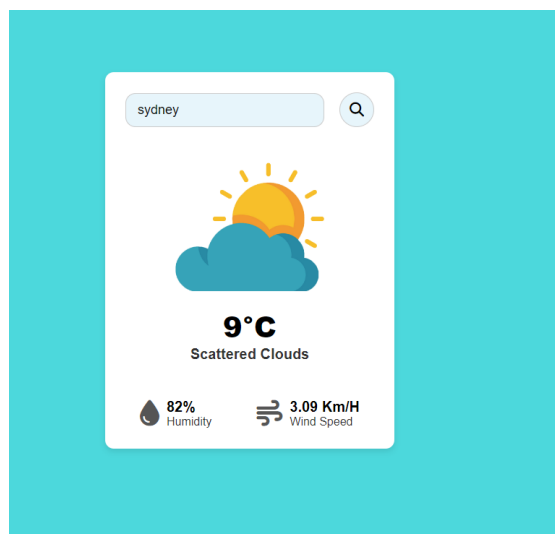 sydney
9°C
Scattered Clouds
82%
Humidity
3.09 Km/H
Wind Speed